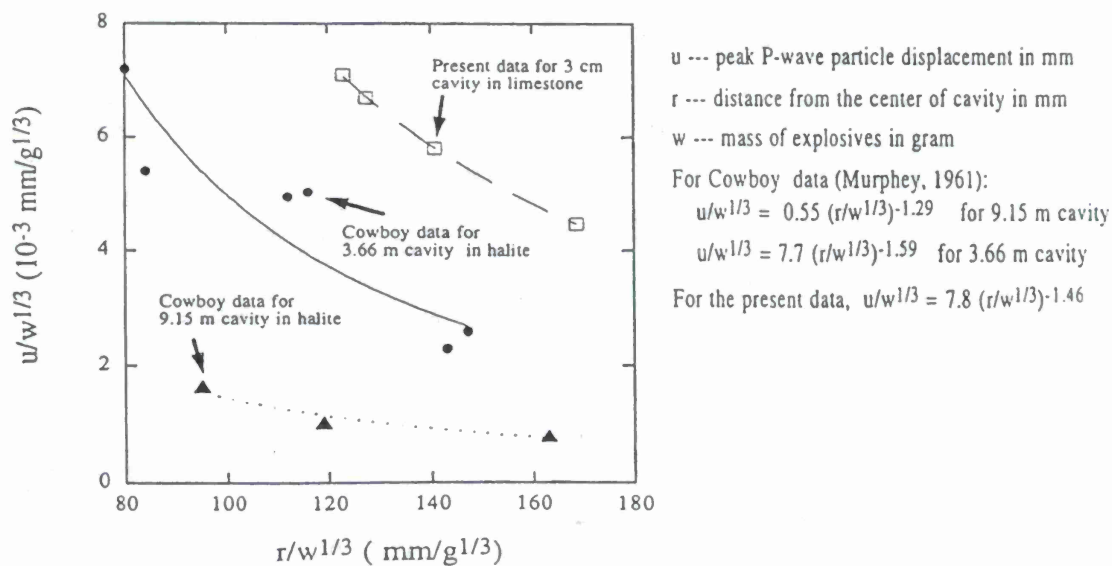 8
6
4
2
0
80
100
120
140
160
180
u/w1/3 (10-3 mm/g1/3)
r/w1/3 ( mm/g1/3)
Present data for 3 cm
cavity in limestone
Cowboy data for
3.66 m cavity in halite
Cowboy data for
9.15 m cavity in halite
u --- peak P-wave particle displacement in mm
r --- distance from the center of cavity in mm
w --- mass of explosives in gram
For Cowboy data (Murphey, 1961):
u/w1/3 = 0.55 (r/w1/3)-1.29 for 9.15 m cavity
u/w1/3 = 7.7 (r/w1/3)-1.59 for 3.66 m cavity
For the present data, u/w1/3 = 7.8 (r/w1/3)-1.46